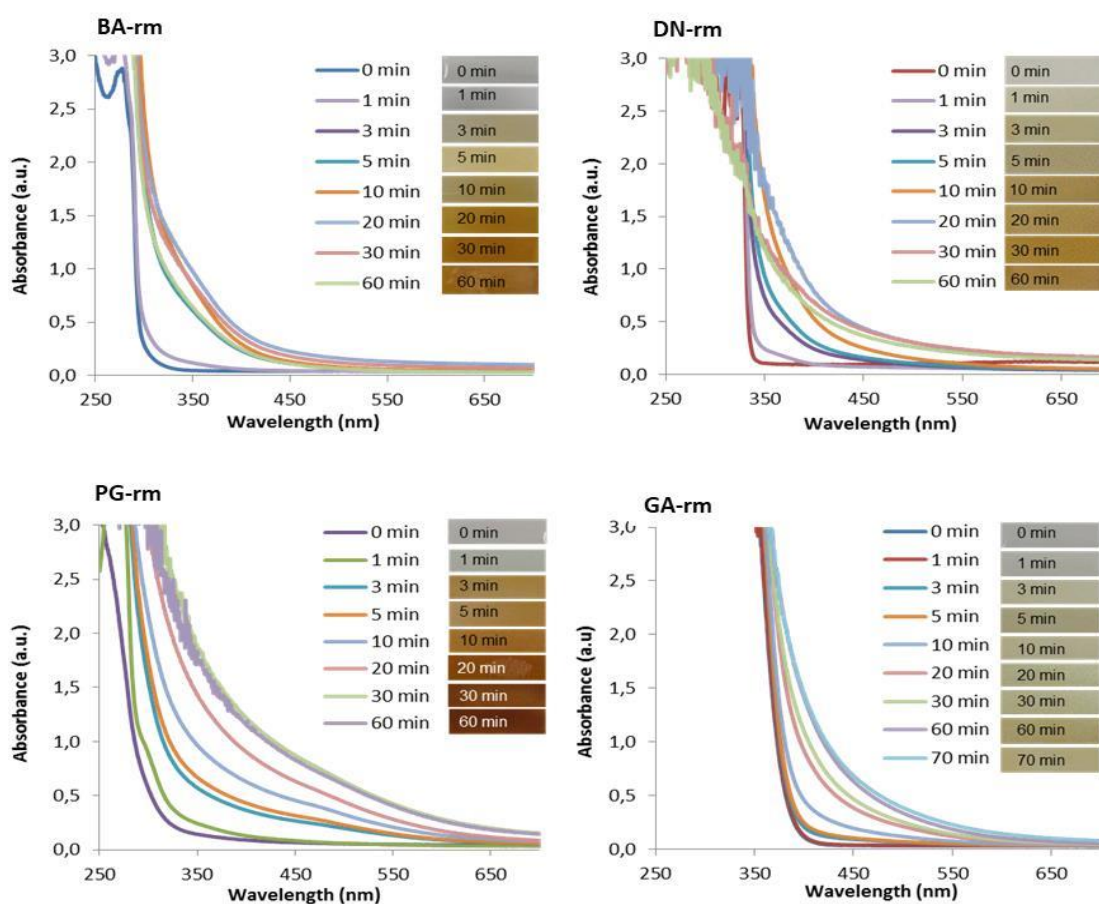 BA-rm
3,0
2,5
2,0
1,5
1,0
0,5
0,0
Absorbance (a.u.)
250 350 450 550 650
Wavelength (nm)
0 min 0 min
1 min 1 min
3 min 3 min
5 min 5 min
10 min 10 min
20 min 20 min
30 min 30 min
60 min 60 min
DN-rm
3,0
2,5
2,0
1,5
1,0
0,5
0,0
Absorbance (a.u.)
250 350 450 550 650
Wavelength (nm)
0 min 0 min
1 min 1 min
3 min 3 min
5 min 5 min
10 min 10 min
20 min 20 min
30 min 30 min
60 min 60 min
PG-rm
3,0
2,5
2,0
1,5
1,0
0,5
0,0
Absorbance (a.u.)
250 350 450 550 650
Wavelength (nm)
0 min 0 min
1 min 1 min
3 min 3 min
5 min 5 min
10 min 10 min
20 min 20 min
30 min 30 min
60 min 60 min
GA-rm
3,0
2,5
2,0
1,5
1,0
0,5
0,0
Absorbance (a.u)
250 350 450 550 650
Wavelength (nm)
0 min 0 min
1 min 1 min
3 min 3 min
5 min 5 min
10 min 10 min
20 min 20 min
30 min 30 min
60 min 60 min
70 min 70 min